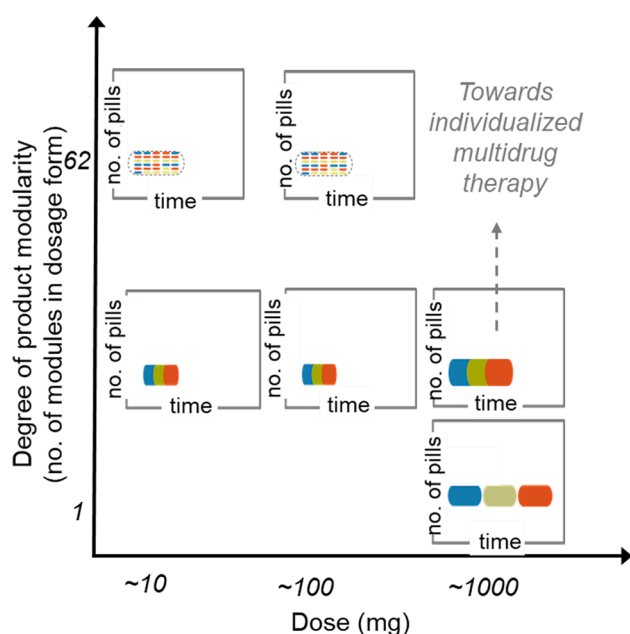 Degree of product modularity
(no. of modules in dosage form)
62
1
no. of pills
time
no. of pills
time
Towards
individualized
multidrug
therapy
no. of pills
time
no. of pills
time
no. of pills
time
no. of pills
time
~10
~100
~1000
Dose (mg)